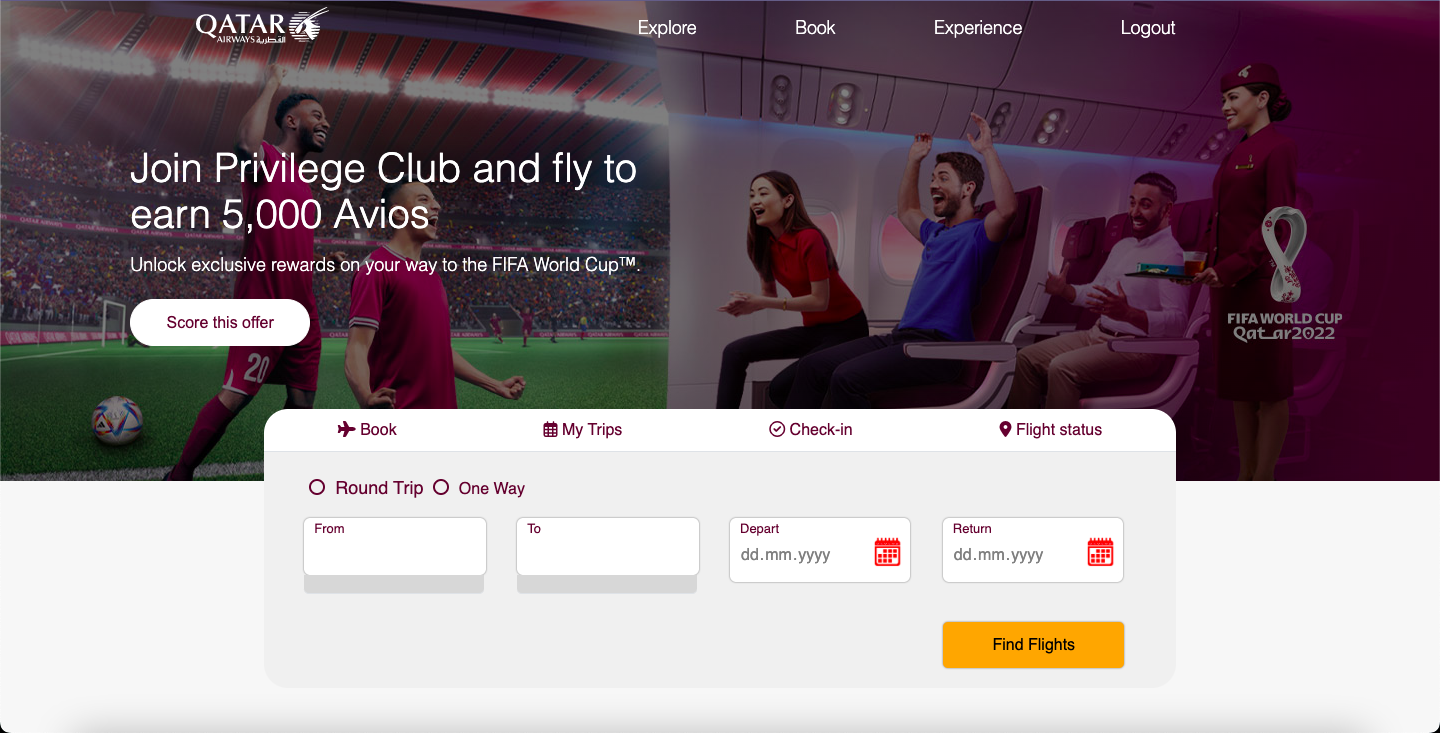 QATAR
AIRWAYS القطرية
Explore
Book
Experience
Logout
Join Privilege Club and fly to
earn 5,000 Avios
Unlock exclusive rewards on your way to the FIFA World Cup™.
Score this offer
20
FIFA WORLD CUP
Qatar2022
Book
My Trips
Check-in
Flight status
Round Trip
One Way
From
To
Depart
dd.mm.yyyy
Return
dd.mm.yyyy
Find Flights